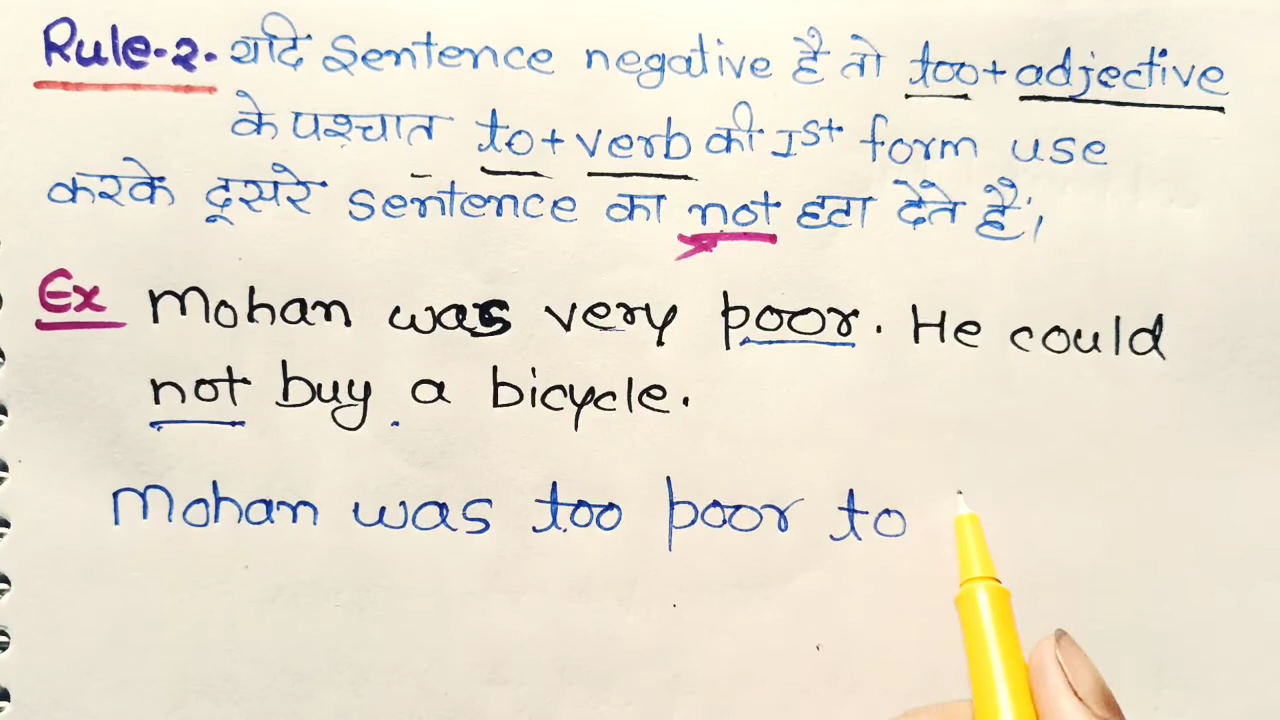 Rule-2. यदि Sentence negative है तो too+ adjective
के पश्चात to+verb की Ist form use
करके दूसरे sentence का not हटा देते हैं।
Ex Mohan was very poor. He could
not buy a bicycle.
Mohan was too poor to